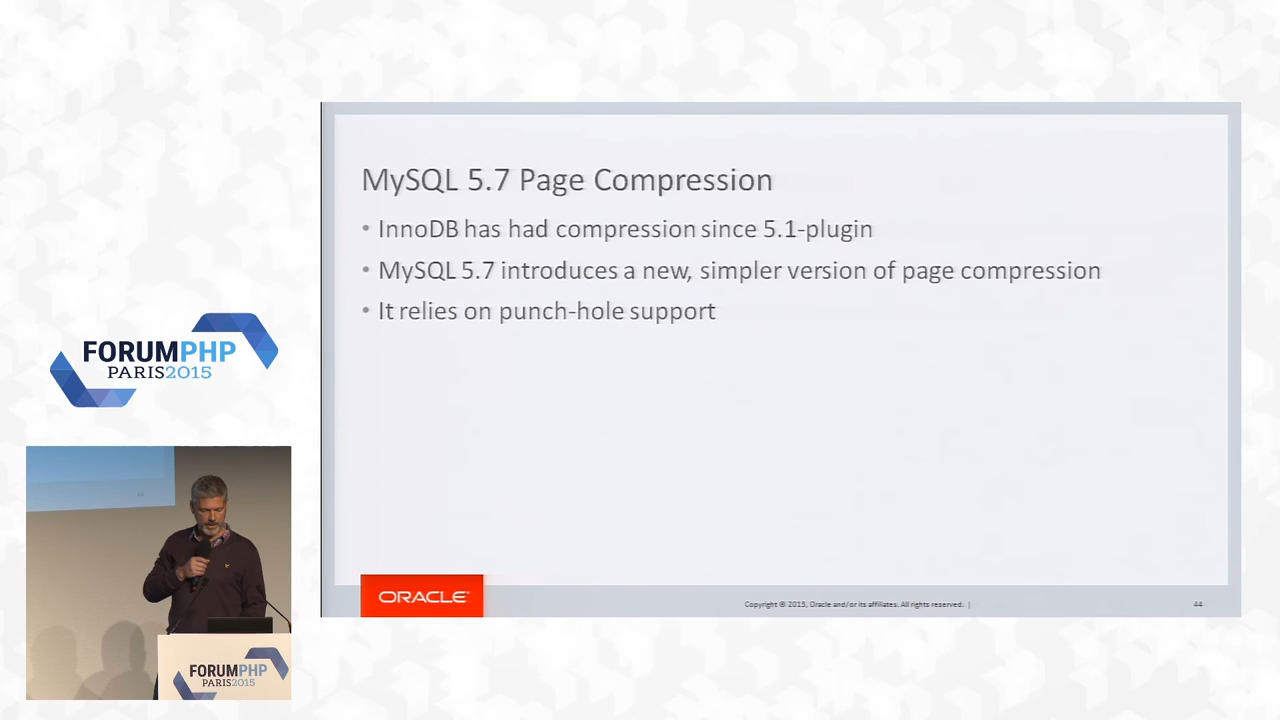 MySQL 5.7 Page Compression
• InnoDB has had compression since 5.1-plugin
• MySQL 5.7 introduces a new, simpler version of page compression
• It relies on punch-hole support
FORUMPHP
PARIS2015
ORACLE
Copyright © 2015, Oracle and/or its affiliates. All rights reserved. |
44
FORUMPHP
PARIS2015